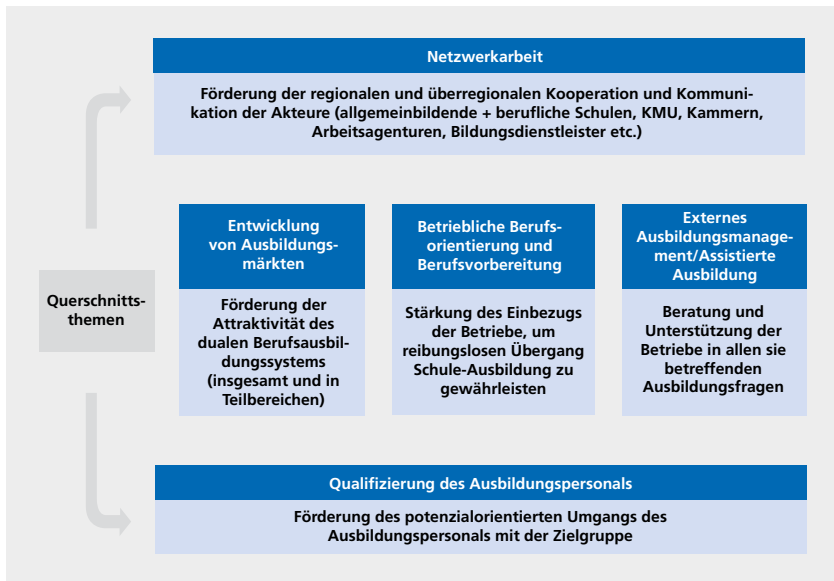 Netzwerkarbeit
Förderung der regionalen und überregionalen Kooperation und Kommuni-
kation der Akteure (allgemeinbildende + berufliche Schulen, KMU, Kammern,
Arbeitsagenturen, Bildungsdienstleister etc.)
Querschnitts-
themen
Entwicklung
von Ausbildungs-
märkten
Förderung der
Attraktivität des
dualen Berufsausbil-
dungssystems
(insgesamt und in
Teilbereichen)
Betriebliche Berufs-
orientierung und
Berufsvorbereitung
Stärkung des Einbezugs
der Betriebe, um
reibungslosen Übergang
Schule-Ausbildung zu
gewährleisten
Externes
Ausbildungsmanage-
ment/Assistierte
Ausbildung
Beratung und
Unterstützung der
Betriebe in allen sie
betreffenden
Ausbildungsfragen
Qualifizierung des Ausbildungspersonals
Förderung des potenzialorientierten Umgangs des
Ausbildungspersonals mit der Zielgruppe